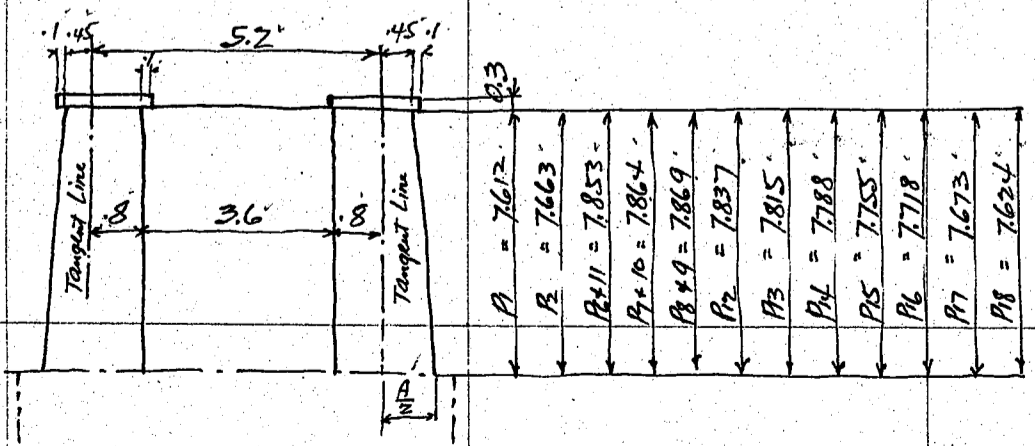 .1' .45' 5.2' .45' .1
.1'
0.3
Tangent Line
.8' 3.6' .8'
Tangent Line
P1 = 7.612'
P2 = 7.663'
P6 & 11 = 7.853'
P7 & 10 = 7.864'
P8 & 9 = 7.869'
P12 = 7.837
P13 = 7.815'
P14 = 7.788'
P15 = 7.755'
P16 = 7.718'
P17 = 7.673'
P18 = 7.624'
A/2